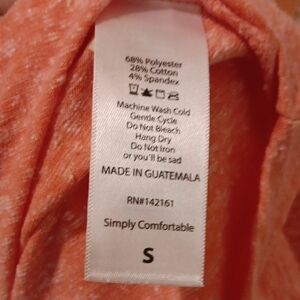 68% Polyester
28% Cotton
4% Spandex
Machine Wash Cold
Gentle Cycle
Do Not Bleach
Hang Dry
Do Not Iron
or you'll be sad
MADE IN GUATEMALA
RN#142161
Simply Comfortable
S